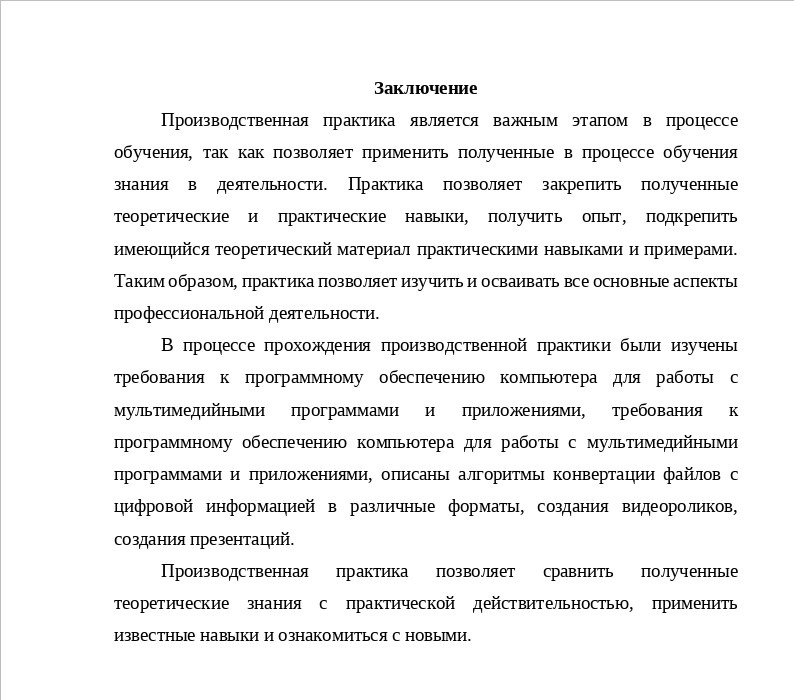 Заключение
Производственная практика является важным этапом в процессе
обучения, так как позволяет применить полученные в процессе обучения
знания в деятельности. Практика позволяет закрепить полученные
теоретические и практические навыки, получить опыт, подкрепить
имеющийся теоретический материал практическими навыками и примерами.
Таким образом, практика позволяет изучить и осваивать все основные аспекты
профессиональной деятельности.
В процессе прохождения производственной практики были изучены
требования к программному обеспечению компьютера для работы с
мультимедийными программами и приложениями, требования к
программному обеспечению компьютера для работы с мультимедийными
программами и приложениями, описаны алгоритмы конвертации файлов с
цифровой информацией в различные форматы, создания видеороликов,
создания презентаций.
Производственная практика позволяет сравнить полученные
теоретические знания с практической действительностью, применить
известные навыки и ознакомиться с новыми.